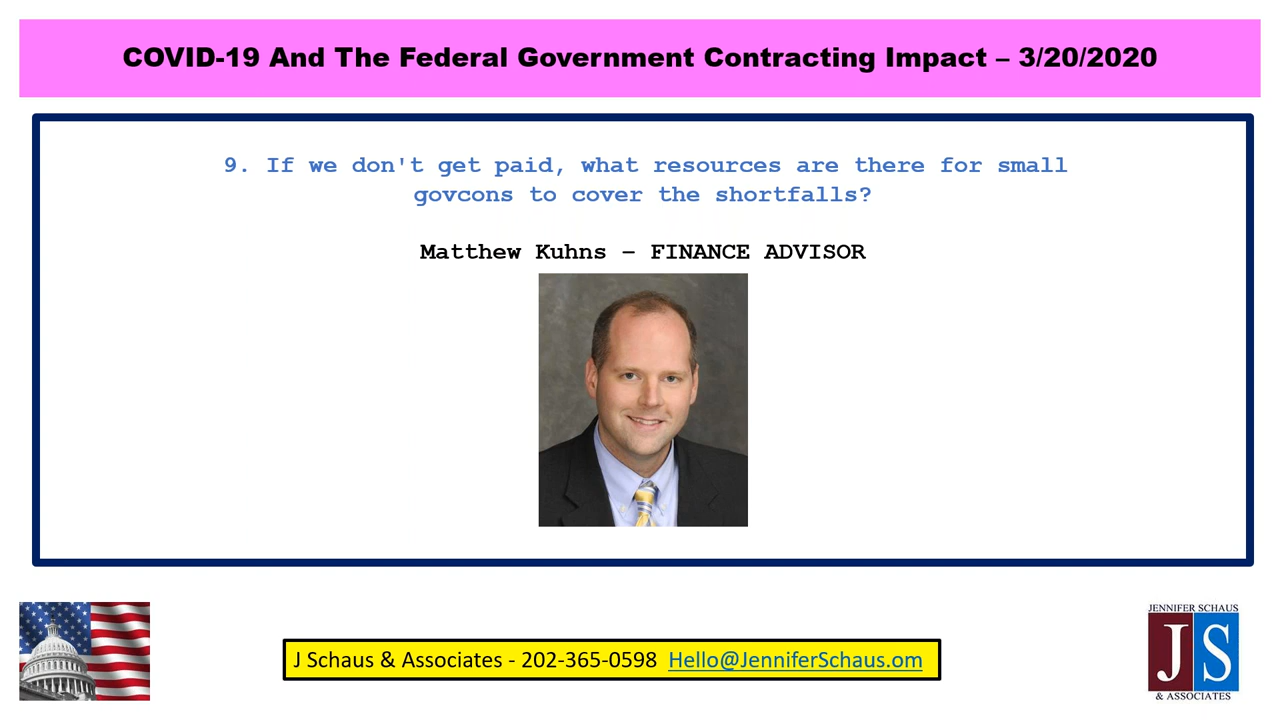 COVID-19 And The Federal Government Contracting Impact – 3/20/2020
9. If we don't get paid, what resources are there for small
govcons to cover the shortfalls?
Matthew Kuhns – FINANCE ADVISOR
J Schaus & Associates - 202-365-0598 Hello@JenniferSchaus.om
JENNIFER SCHAUS
J S
& ASSOCIATES